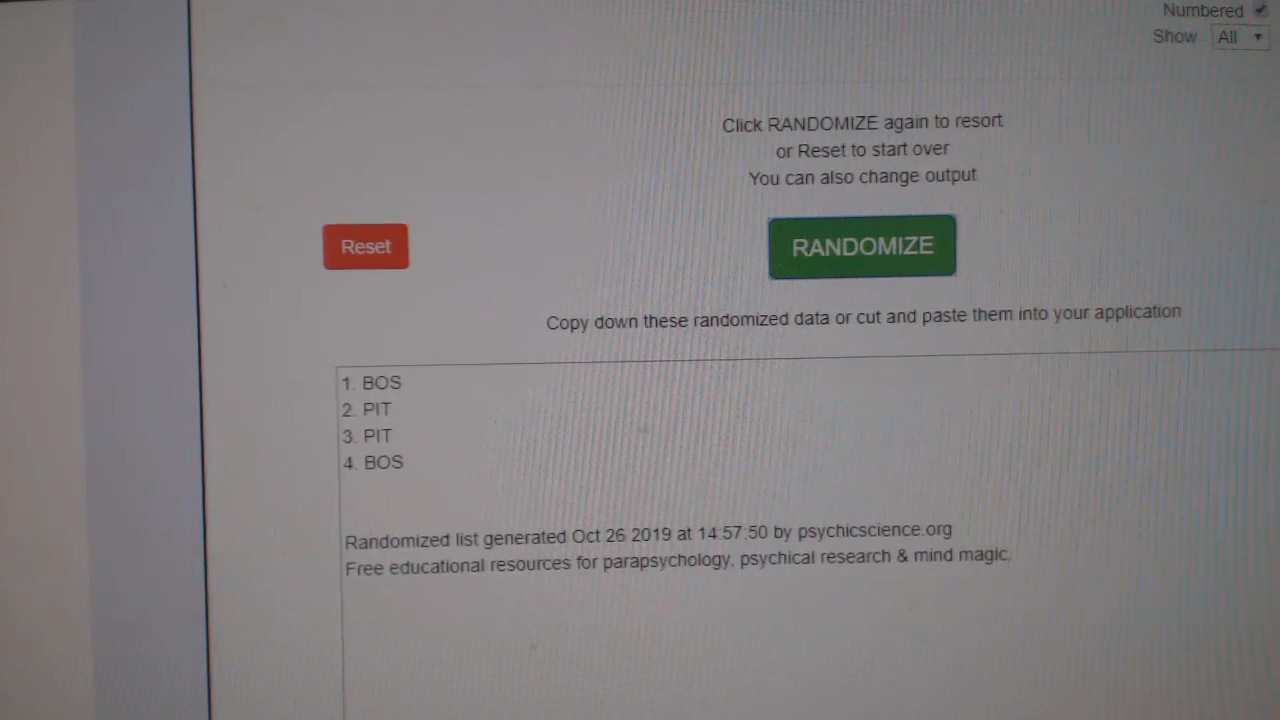 Numbered
Show All
Click RANDOMIZE again to resort
or Reset to start over
You can also change output
Reset
RANDOMIZE
Copy down these randomized data or cut and paste them into your application
1. BOS
2. PIT
3. PIT
4. BOS
Randomized list generated Oct 26 2019 at 14:57:50 by psychicscience.org
Free educational resources for parapsychology, psychical research & mind magic.